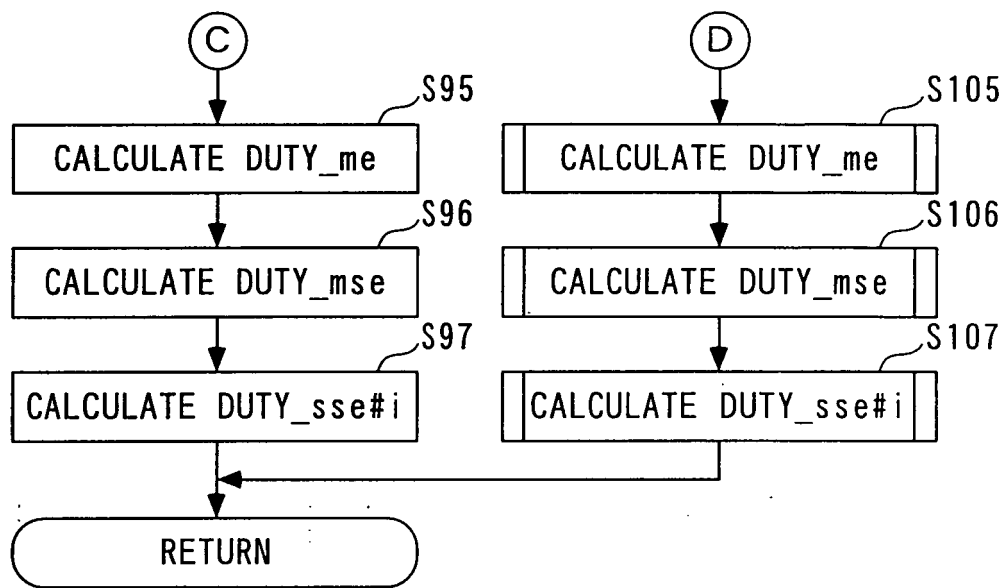 C
D
S95
S105
CALCULATE DUTY_me
CALCULATE DUTY_me
S96
S106
CALCULATE DUTY_mse
CALCULATE DUTY_mse
S97
S107
CALCULATE DUTY_sse#i
CALCULATE DUTY_sse#i
RETURN